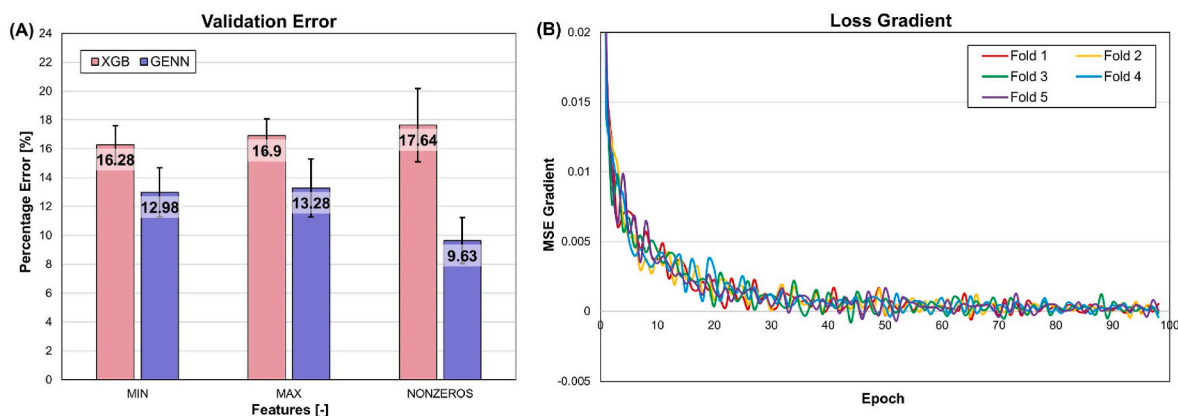 (A)
Validation Error
24
22
20
18
16
14
12
10
8
6
4
2
0
Percentage Error [%]
XGB GENN
16.28
12.98
16.9
13.28
17.64
9.63
MIN MAX NONZEROS
Features [-]
(B)
Loss Gradient
0.02
0.015
0.01
0.005
0
-0.005
MSE Gradient
Fold 1 Fold 2
Fold 3 Fold 4
Fold 5
0 10 20 30 40 50 60 70 80 90 100
Epoch